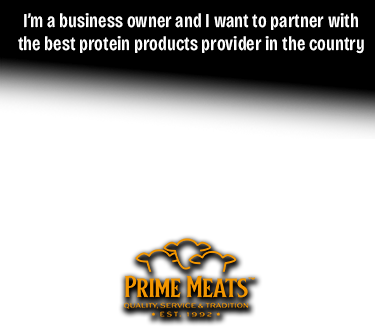 I'm a business owner and I want to partner with
the best protein products provider in the country
PRIME MEATS
QUALITY, SERVICE & TRADITION
• EST. 1992 •